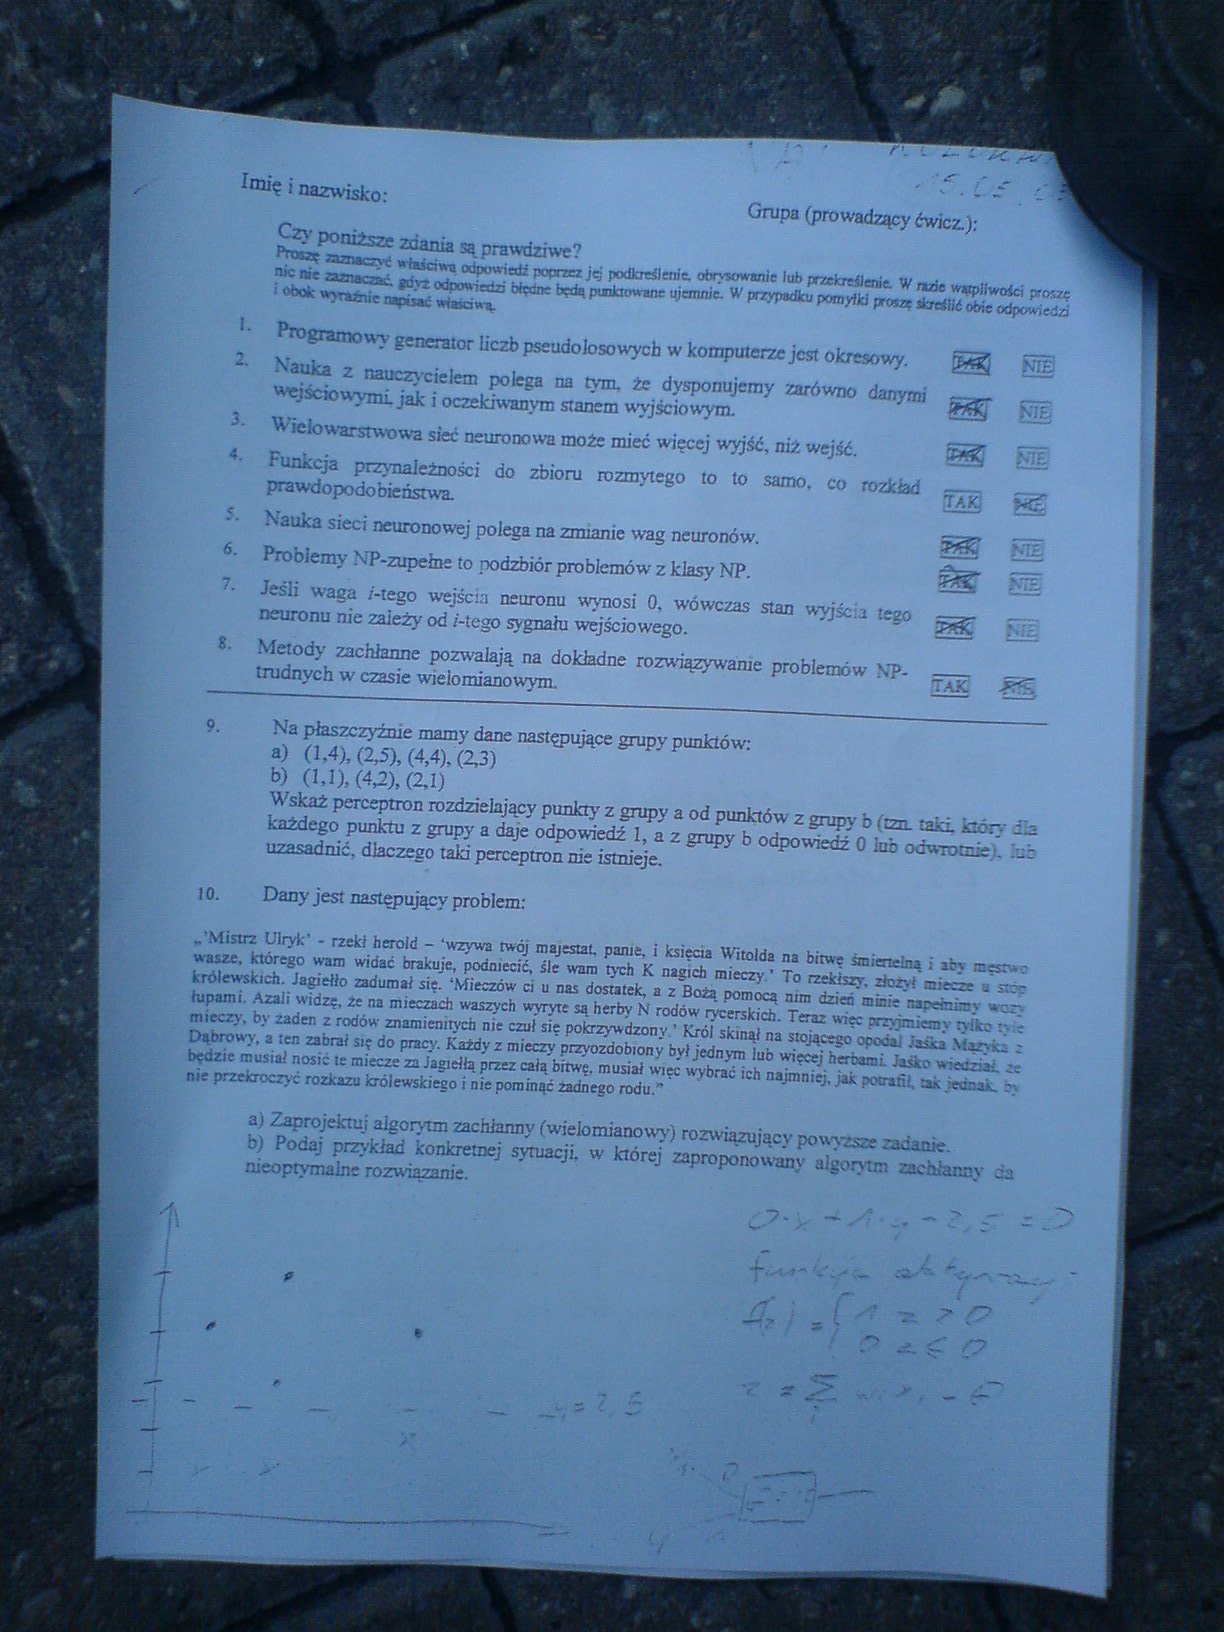 15.05.03
Imię i nazwisko:
Grupa (prowadzący ćwicz.):
Czy poniższe zdania są prawdziwe?
Proszę zaznaczyć właściwą odpowiedź poprzez jej podkreślenie, obrysowanie lub przekreślenie. W razie wątpliwości proszę
nic nie zaznaczać, gdyż odpowiedzi błędne będą punktowane ujemnie. W przypadku pomyłki proszę skreślić obie odpowiedzi
i obok wyraźnie napisać właściwą.
1. Programowy generator liczb pseudolosowych w komputerze jest okresowy. TAK NIE
2. Nauka z nauczycielem polega na tym, że dysponujemy zarówno danymi
wejściowymi, jak i oczekiwanym stanem wyjściowym. TAK NIE
3. Wielowarstwowa sieć neuronowa może mieć więcej wyjść, niż wejść. TAK NIE
4. Funkcja przynależności do zbioru rozmytego to to samo, co rozkład
prawdopodobieństwa. TAK NIE
5. Nauka sieci neuronowej polega na zmianie wag neuronów. TAK NIE
6. Problemy NP-zupełne to podzbiór problemów z klasy NP. TAK NIE
7. Jeśli waga i-tego wejścia neuronu wynosi 0, wówczas stan wyjścia tego
neuronu nie zależy od i-tego sygnału wejściowego. TAK NIE
8. Metody zachłanne pozwalają na dokładne rozwiązywanie problemów NP-
trudnych w czasie wielomianowym. TAK NIE
9. Na płaszczyźnie mamy dane następujące grupy punktów:
a) (1,4), (2,5), (4,4), (2,3)
b) (1,1), (4,2), (2,1)
Wskaż perceptron rozdzielający punkty z grupy a od punktów z grupy b (tzn. taki, który dla
każdego punktu z grupy a daje odpowiedź 1, a z grupy b odpowiedź 0 lub odwrotnie), lub
uzasadnić, dlaczego taki perceptron nie istnieje.
10. Dany jest następujący problem:
„'Mistrz Ulryk' - rzekł herold – 'wzywa twój majestat, panie, i księcia Witolda na bitwę śmiertelną i aby męstwo
wasze, którego wam widać brakuje, podniecić, śle wam tych K nagich mieczy.' To rzekłszy, złożył miecze u stóp
królewskich. Jagiełło zadumał się. 'Mieczów ci u nas dostatek, a z Bożą pomocą nim dzień minie napełnimy wozy
łupami. Azali widzę, że na mieczach waszych wyryte są herby N rodów rycerskich. Teraz więc przyjmiemy tylko tyle
mieczy, by żaden z rodów znamienitych nie czuł się pokrzywdzony.' Król skinął na stojącego opodal Jaśka Mążyka z
Dąbrowy, a ten zabrał się do pracy. Każdy z mieczy przyozdobiony był jednym lub więcej herbami. Jaśko wiedział, że
będzie musiał nosić te miecze za Jagiełłą przez całą bitwę, musiał więc wybrać ich najmniej, jak potrafił, tak jednak, by
nie przekroczyć rozkazu królewskiego i nie pominąć żadnego rodu."
a) Zaprojektuj algorytm zachłanny (wielomianowy) rozwiązujący powyższe zadanie.
b) Podaj przykład konkretnej sytuacji, w której zaproponowany algorytm zachłanny da
nieoptymalne rozwiązanie.
0·x + 1·y - 2,5 = 0
funkcja aktywacji
f(z) = { 1 z > 0
0 z ≤ 0
y = 2,5